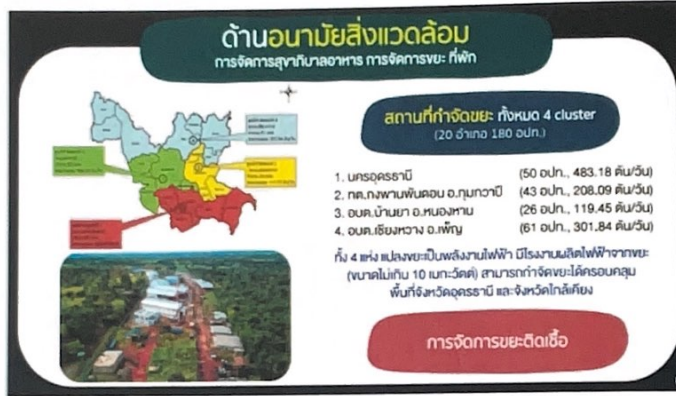 ด้านอนามัยสิ่งแวดล้อม
การจัดการสุขาภิบาลอาหาร การจัดการขยะ ที่พัก
สถานที่กำจัดขยะ ทั้งหมด 4 cluster
(20 อำเภอ 180 อปท.)
1. นครอุดรธานี (50 อปท., 483.18 ตัน/วัน)
2. ทต.กงพานพันดอน อ.กุมภวาปี (43 อปท., 208.09 ตัน/วัน)
3. อบต.บ้านยา อ.หนองหาน (26 อปท., 119.45 ตัน/วัน)
4. อบต.เชียงหวาง อ.เพ็ญ (61 อปท., 301.84 ตัน/วัน)
ทั้ง 4 แห่ง แปลงขยะเป็นพลังงานไฟฟ้า มีโรงงานผลิตไฟฟ้าจากขยะ
(ขนาดไม่เกิน 10 เมกะวัตต์) สามารถกำจัดขยะได้ครอบคลุม
พื้นที่จังหวัดอุดรธานี และจังหวัดใกล้เคียง
การจัดการขยะติดเชื้อ